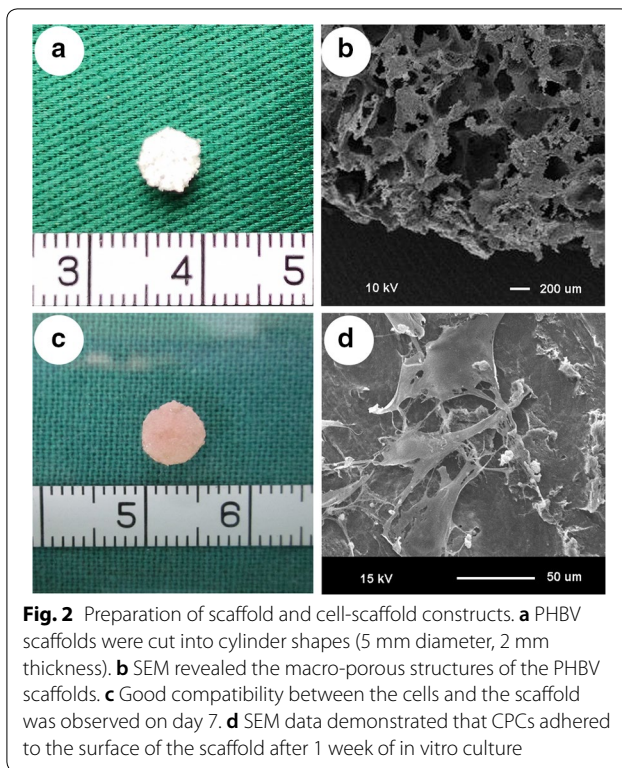 a
b
3 4 5
10 kV 200 um
c
d
5 6
15 kV 50 um
Fig. 2 Preparation of scaffold and cell-scaffold constructs. a PHBV
scaffolds were cut into cylinder shapes (5 mm diameter, 2 mm
thickness). b SEM revealed the macro-porous structures of the PHBV
scaffolds. c Good compatibility between the cells and the scaffold
was observed on day 7. d SEM data demonstrated that CPCs adhered
to the surface of the scaffold after 1 week of in vitro culture